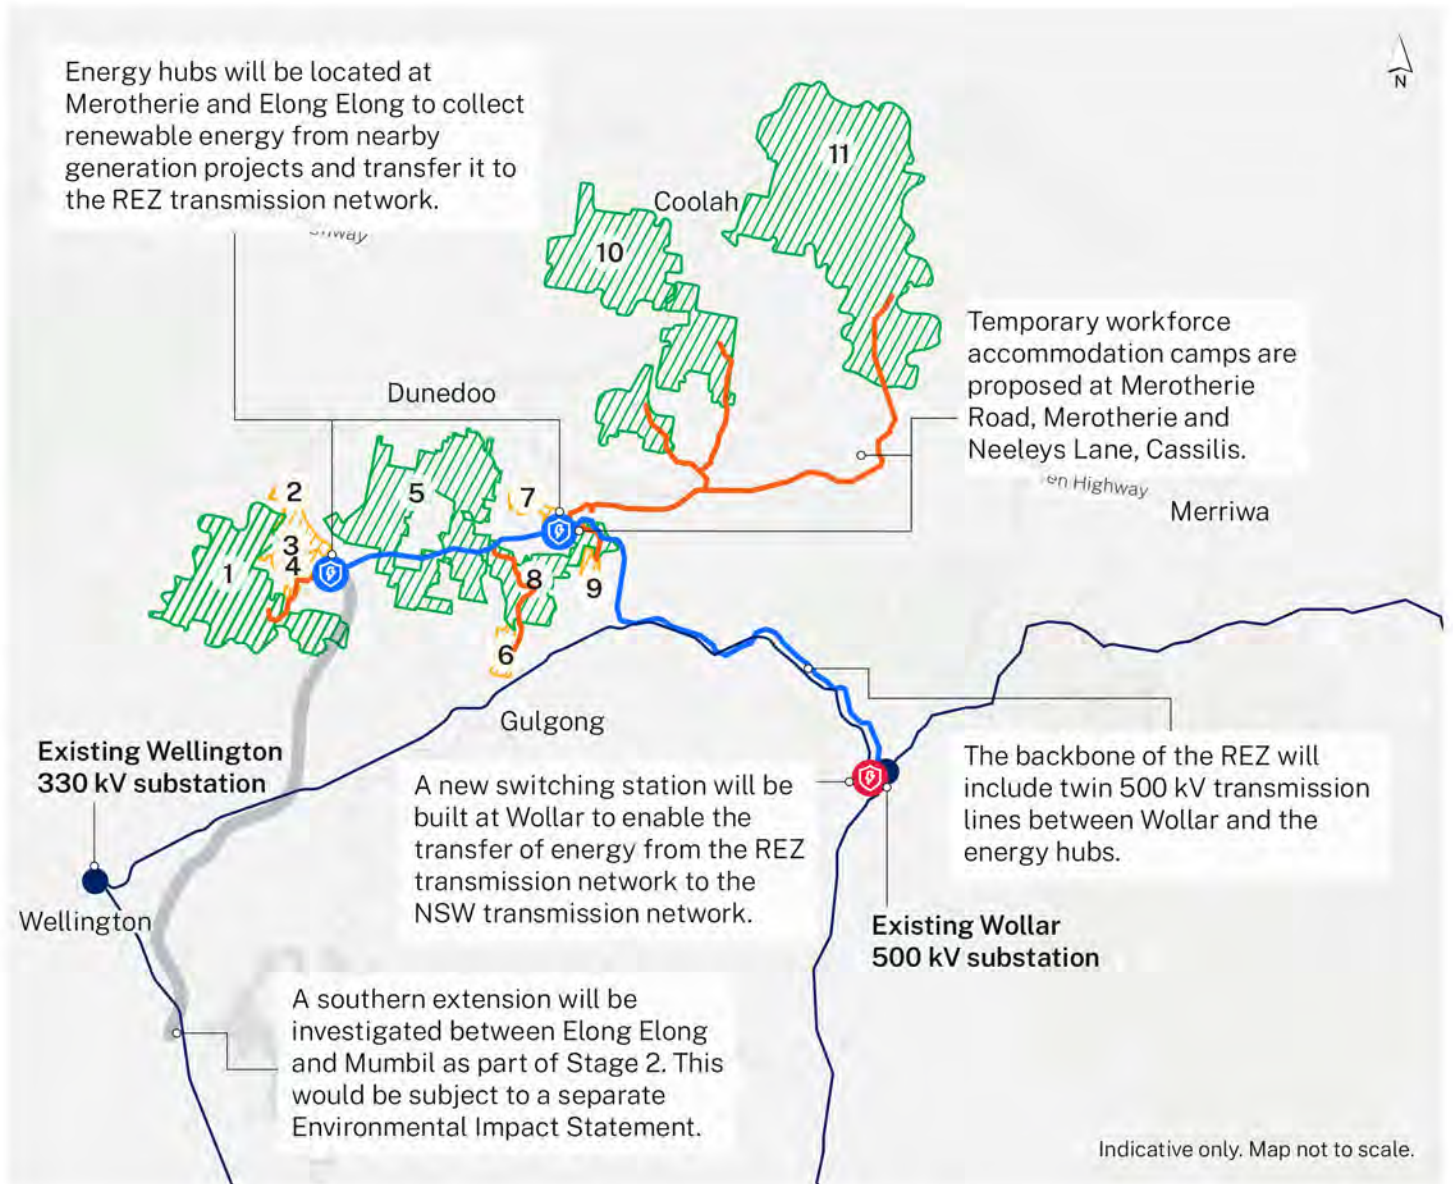 N
Energy hubs will be located at
Merotherie and Elong Elong to collect
renewable energy from nearby
generation projects and transfer it to
the REZ transmission network.
11
Coolah
10
Temporary workforce
accommodation camps are
proposed at Merotherie
Road, Merotherie and
Neeleys Lane, Cassilis.
Highway
Merriwa
Dunedoo
2
5
7
3
4
1
8
9
6
Gulgong
Existing Wellington
330 kV substation
A new switching station will be
built at Wollar to enable the
transfer of energy from the REZ
transmission network to the
NSW transmission network.
The backbone of the REZ will
include twin 500 kV transmission
lines between Wollar and the
energy hubs.
Wellington
Existing Wollar
500 kV substation
A southern extension will be
investigated between Elong Elong
and Mumbil as part of Stage 2. This
would be subject to a separate
Environmental Impact Statement.
Indicative only. Map not to scale.